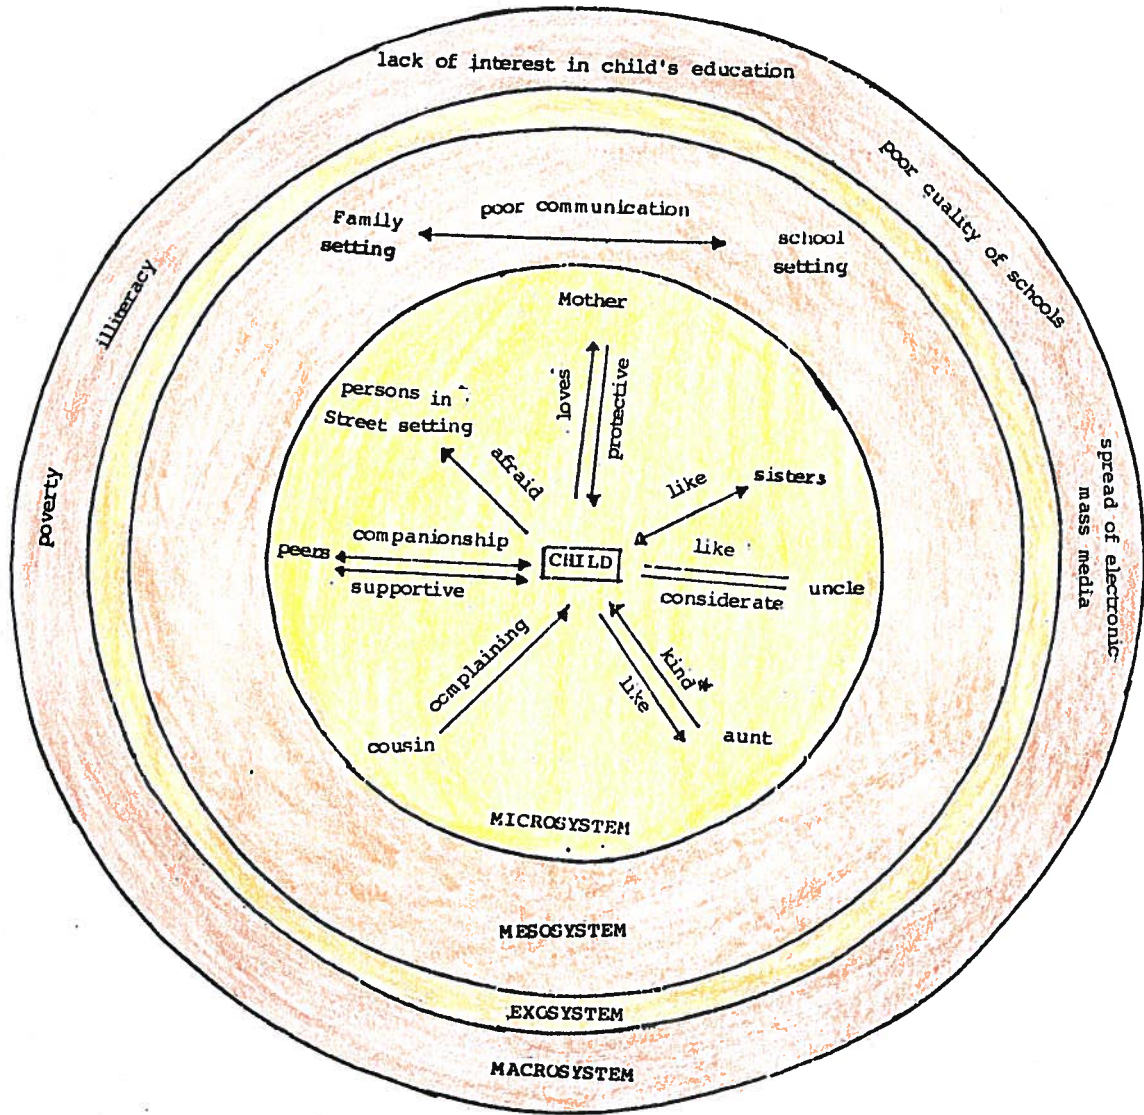 lack of interest in child's education
poor quality of schools
illiteracy
poverty
spread of electronic
mass media
Family
setting
poor communication
school
setting
Mother
loves
protective
persons in
Street setting
afraid
like
sisters
companionship
peers
supportive
CHILD
like
considerate
uncle
complaining
cousin
kind*
like
aunt
MICROSYSTEM
MESOSYSTEM
EXOSYSTEM
MACROSYSTEM